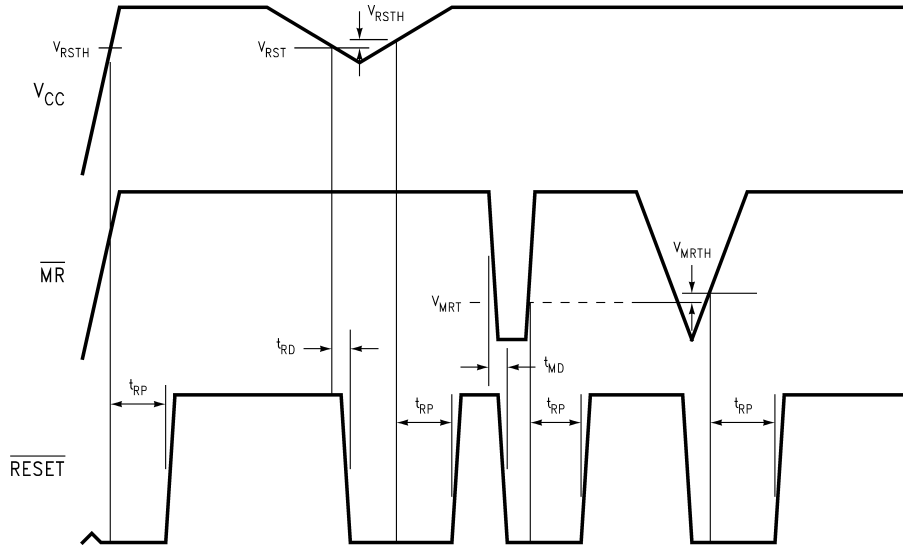 V_RSTH
V_RSTH
V_RST
V_CC
V_MRTH
MR
V_MRT
t_RD
t_MD
t_RP
t_RP
t_RP
t_RP
RESET